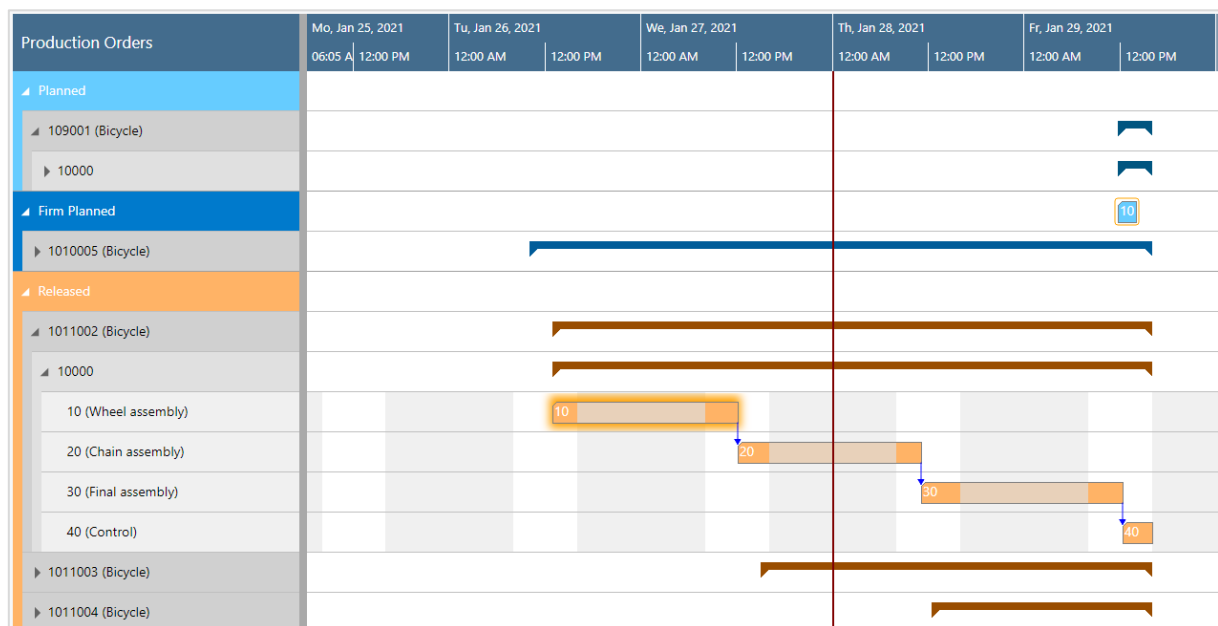 Production Orders
Mo, Jan 25, 2021 Tu, Jan 26, 2021 We, Jan 27, 2021 Th, Jan 28, 2021 Fr, Jan 29, 2021
06:05 A 12:00 PM 12:00 AM 12:00 PM 12:00 AM 12:00 PM 12:00 AM 12:00 PM 12:00 AM 12:00 PM
Planned
109001 (Bicycle)
10000
Firm Planned 10
1010005 (Bicycle)
Released
1011002 (Bicycle)
10000
10 (Wheel assembly) 10
20 (Chain assembly) 20
30 (Final assembly) 30
40 (Control) 40
1011003 (Bicycle)
1011004 (Bicycle)